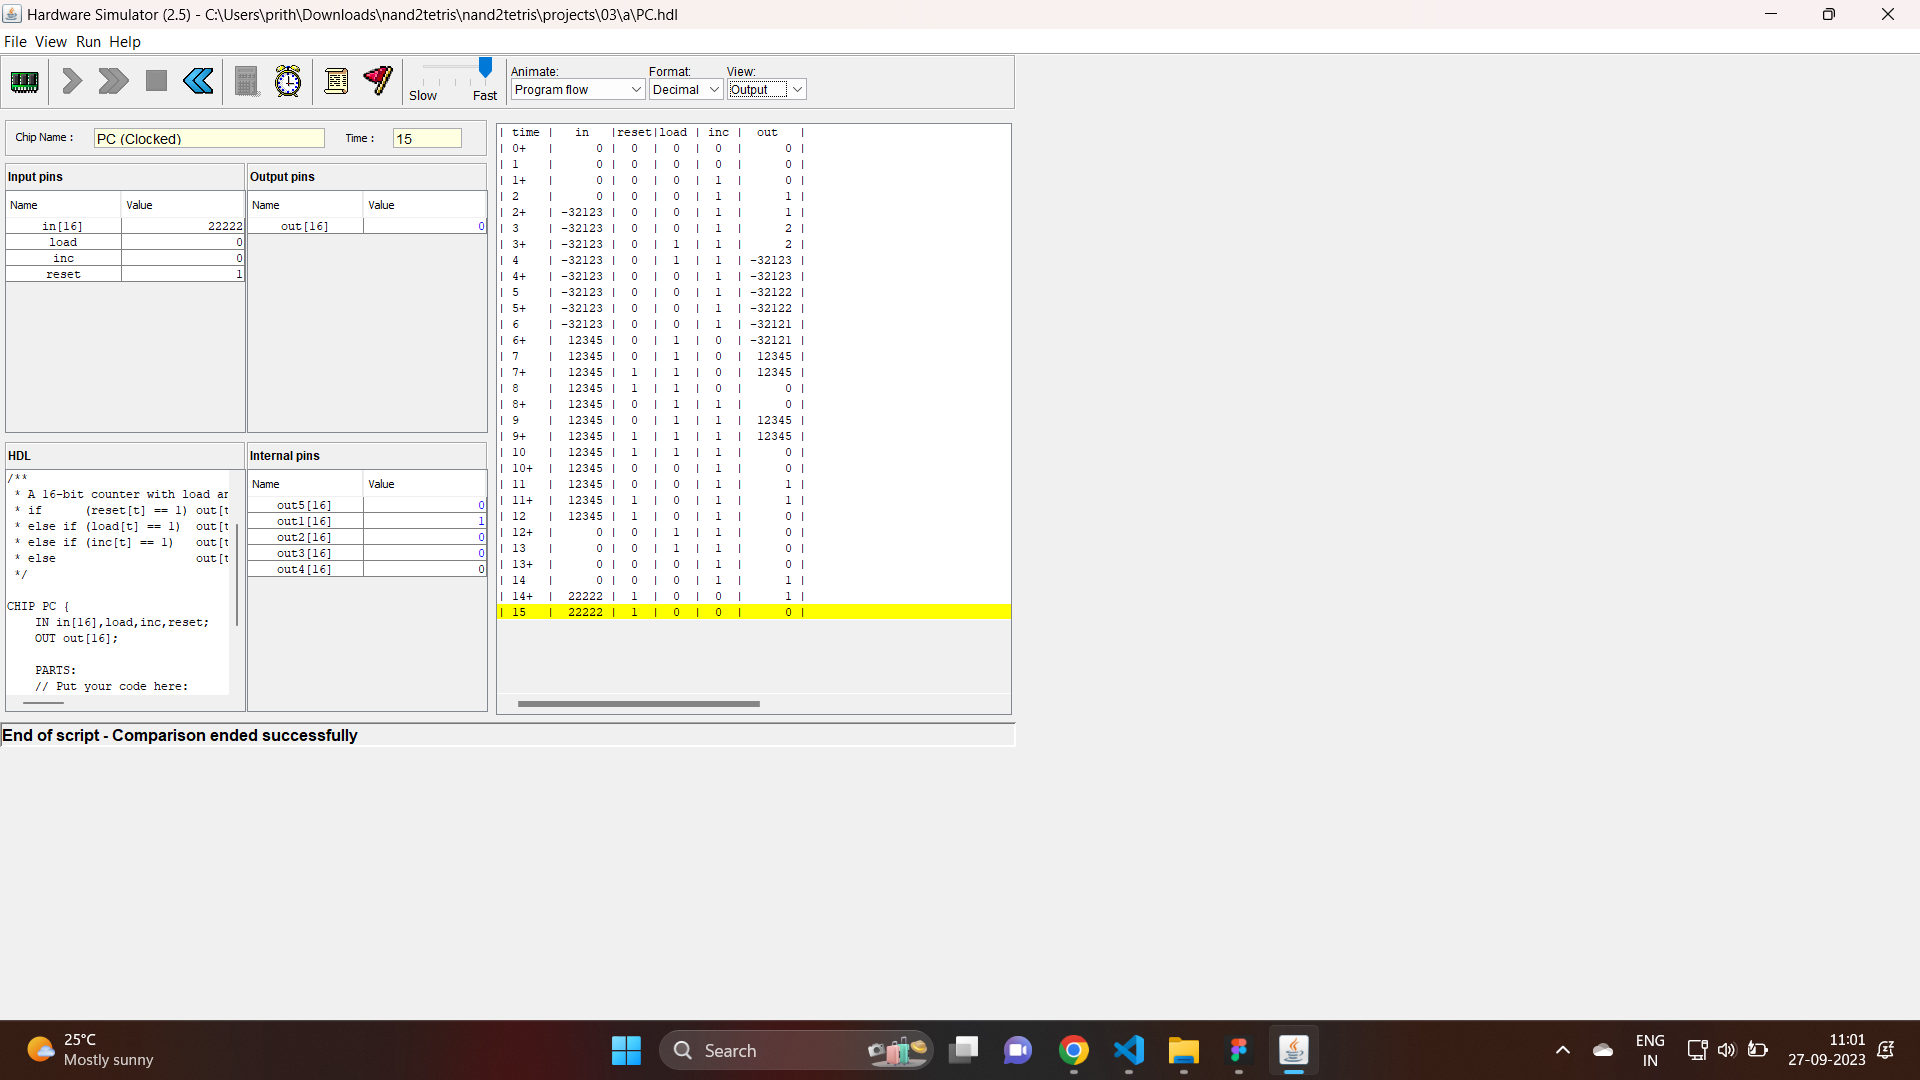 Hardware Simulator (2.5) - C:\Users\prith\Downloads\nand2tetris\nand2tetris\projects\03\a\PC.hdl
File View Run Help
Slow Fast
Animate: Format: View:
Program flow Decimal Output
Chip Name : PC (Clocked) Time : 15
Input pins
Name Value
in[16] 22222
load 0
inc 0
reset 1
Output pins
Name Value
out[16] 0
HDL
/**
* A 16-bit counter with load
* if (reset[t] == 1) out[t
* else if (load[t] == 1) out[t
* else if (inc[t] == 1) out[t
* else out[t
*/
CHIP PC {
IN in[16],load,inc,reset;
OUT out[16];
PARTS:
// Put your code here:
Internal pins
Name Value
out5[16] 0
out1[16] 1
out2[16] 0
out3[16] 0
out4[16] 0
| time | in |reset|load | inc | out |
| 0+ | 0 | 0 | 0 | 0 | 0 |
| 1 | 0 | 0 | 0 | 0 | 0 |
| 1+ | 0 | 0 | 0 | 1 | 0 |
| 2 | 0 | 0 | 0 | 1 | 1 |
| 2+ | -32123 | 0 | 0 | 1 | 1 |
| 3 | -32123 | 0 | 0 | 1 | 2 |
| 3+ | -32123 | 0 | 1 | 1 | 2 |
| 4 | -32123 | 0 | 1 | 1 | -32123 |
| 4+ | -32123 | 0 | 0 | 1 | -32123 |
| 5 | -32123 | 0 | 0 | 1 | -32122 |
| 5+ | -32123 | 0 | 0 | 1 | -32122 |
| 6 | -32123 | 0 | 0 | 1 | -32121 |
| 6+ | 12345 | 0 | 1 | 0 | -32121 |
| 7 | 12345 | 0 | 1 | 0 | 12345 |
| 7+ | 12345 | 1 | 1 | 0 | 12345 |
| 8 | 12345 | 1 | 1 | 0 | 0 |
| 8+ | 12345 | 0 | 1 | 1 | 0 |
| 9 | 12345 | 0 | 1 | 1 | 12345 |
| 9+ | 12345 | 1 | 1 | 1 | 12345 |
| 10 | 12345 | 1 | 1 | 1 | 0 |
| 10+ | 12345 | 0 | 0 | 1 | 0 |
| 11 | 12345 | 0 | 0 | 1 | 1 |
| 11+ | 12345 | 1 | 0 | 1 | 1 |
| 12 | 12345 | 1 | 0 | 1 | 0 |
| 12+ | 0 | 0 | 1 | 1 | 0 |
| 13 | 0 | 0 | 1 | 1 | 0 |
| 13+ | 0 | 0 | 0 | 1 | 0 |
| 14 | 0 | 0 | 0 | 1 | 1 |
| 14+ | 22222 | 1 | 0 | 0 | 1 |
| 15 | 22222 | 1 | 0 | 0 | 0 |
End of script - Comparison ended successfully
25°C
Mostly sunny
Search
ENG
IN
11:01
27-09-2023